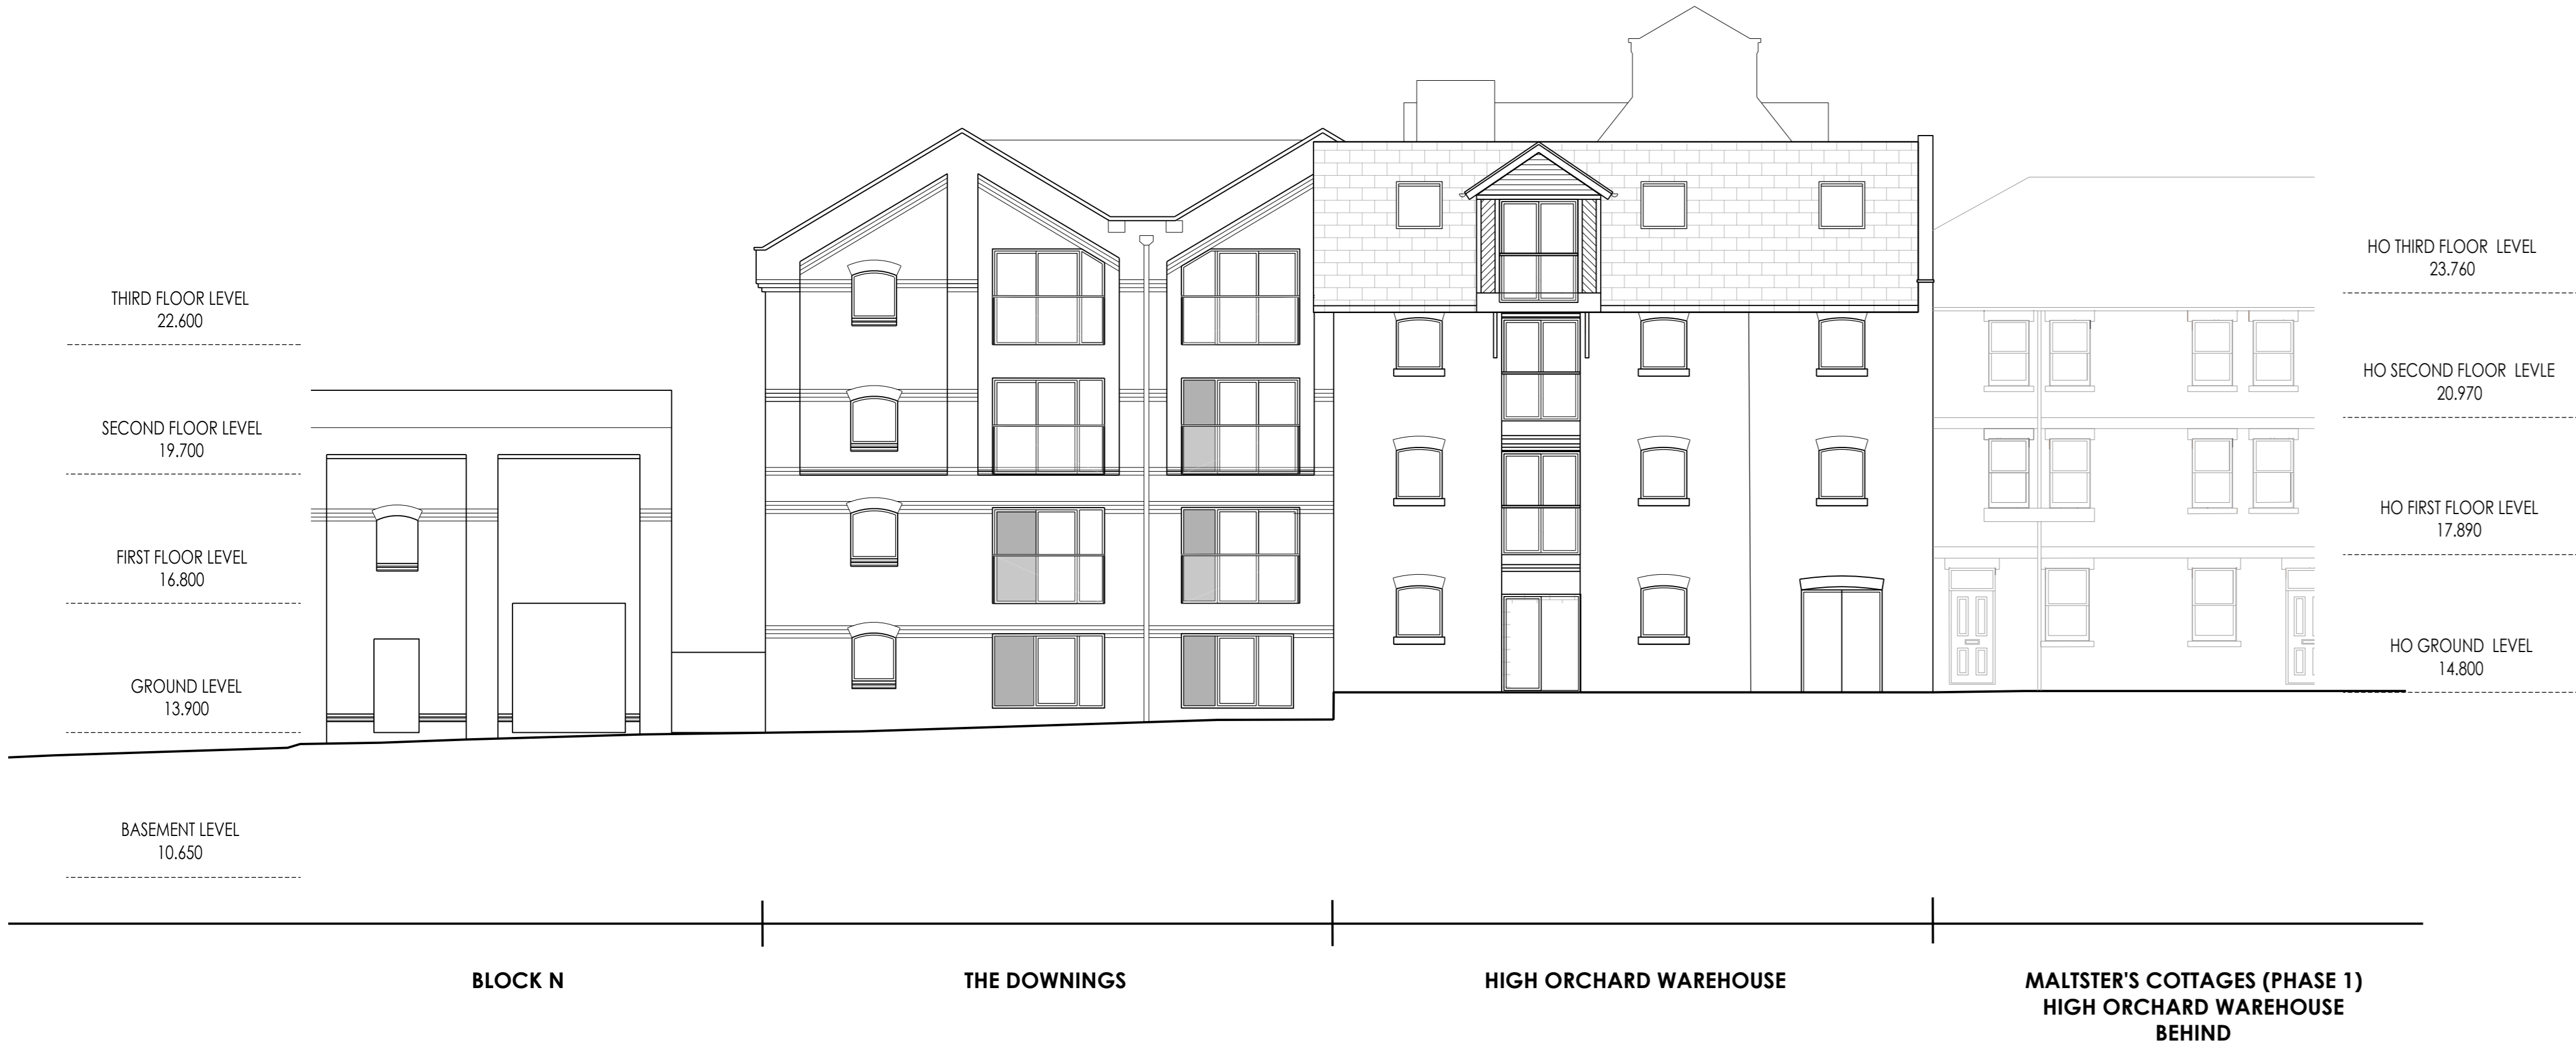 THIRD FLOOR LEVEL
22.600
SECOND FLOOR LEVEL
19.700
FIRST FLOOR LEVEL
16.800
GROUND LEVEL
13.900
BASEMENT LEVEL
10.650
HO THIRD FLOOR LEVEL
23.760
HO SECOND FLOOR LEVLE
20.970
HO FIRST FLOOR LEVEL
17.890
HO GROUND LEVEL
14.800
BLOCK N
THE DOWNINGS
HIGH ORCHARD WAREHOUSE
MALTSTER'S COTTAGES (PHASE 1)
HIGH ORCHARD WAREHOUSE
BEHIND